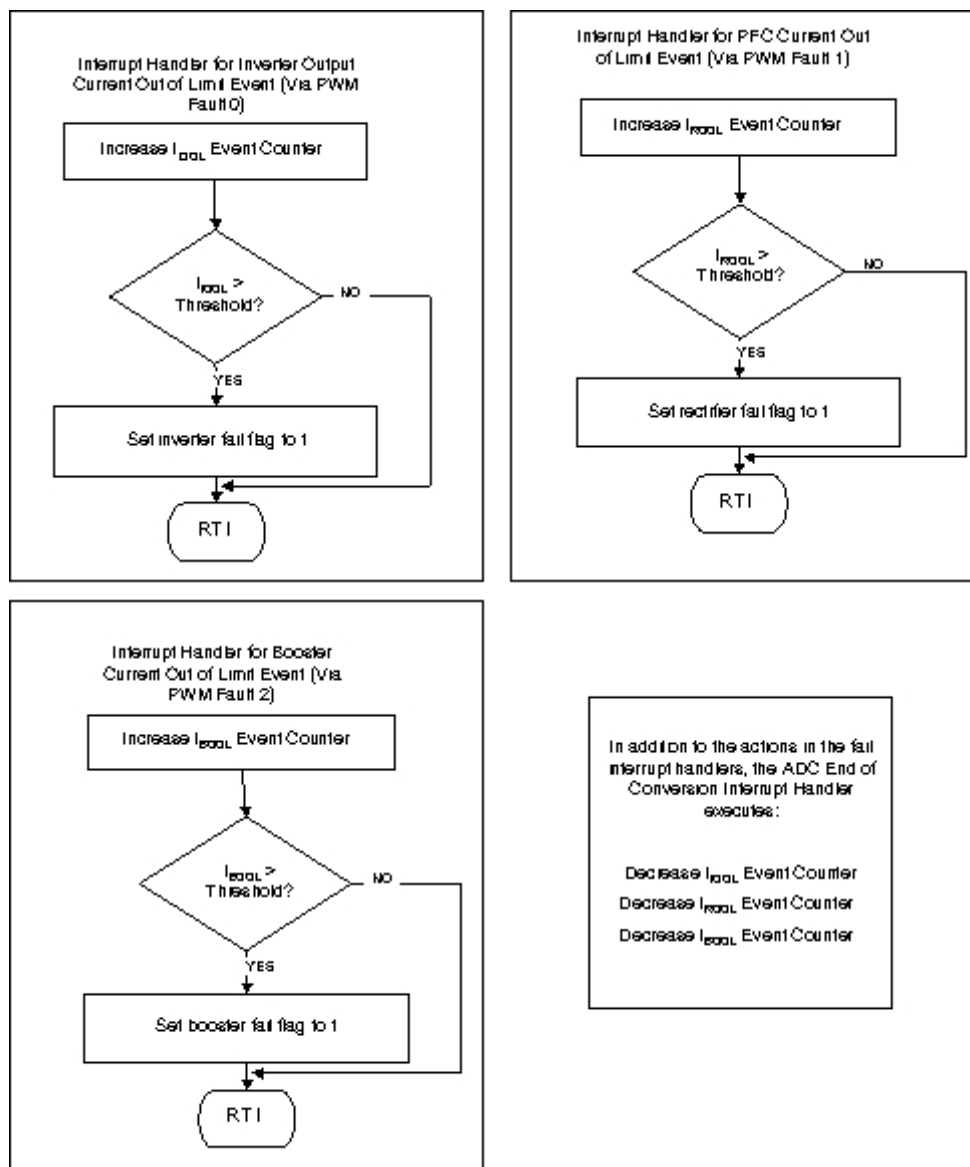 Interrupt Handler for Inverter Output
Current Out of Limit Event (Via PWM
Fault 0)
Increase I_IOOL Event Counter
I_IOOL >
Threshold?
NO
YES
Set inverter fail flag to 1
RTI
Interrupt Handler for PFC Current Out
of Limit Event (Via PWM Fault 1)
Increase I_ROOL Event Counter
I_ROOL >
Threshold?
NO
YES
Set rectifier fail flag to 1
RTI
Interrupt Handler for Booster
Current Out of Limit Event (Via
PWM Fault 2)
Increase I_BOOL Event Counter
I_BOOL >
Threshold?
NO
YES
Set booster fail flag to 1
RTI
In addition to the actions in the fail
interrupt handlers, the ADC End of
Conversion Interrupt Handler
executes:
Decrease I_IOOL Event Counter
Decrease I_ROOL Event Counter
Decrease I_BOOL Event Counter